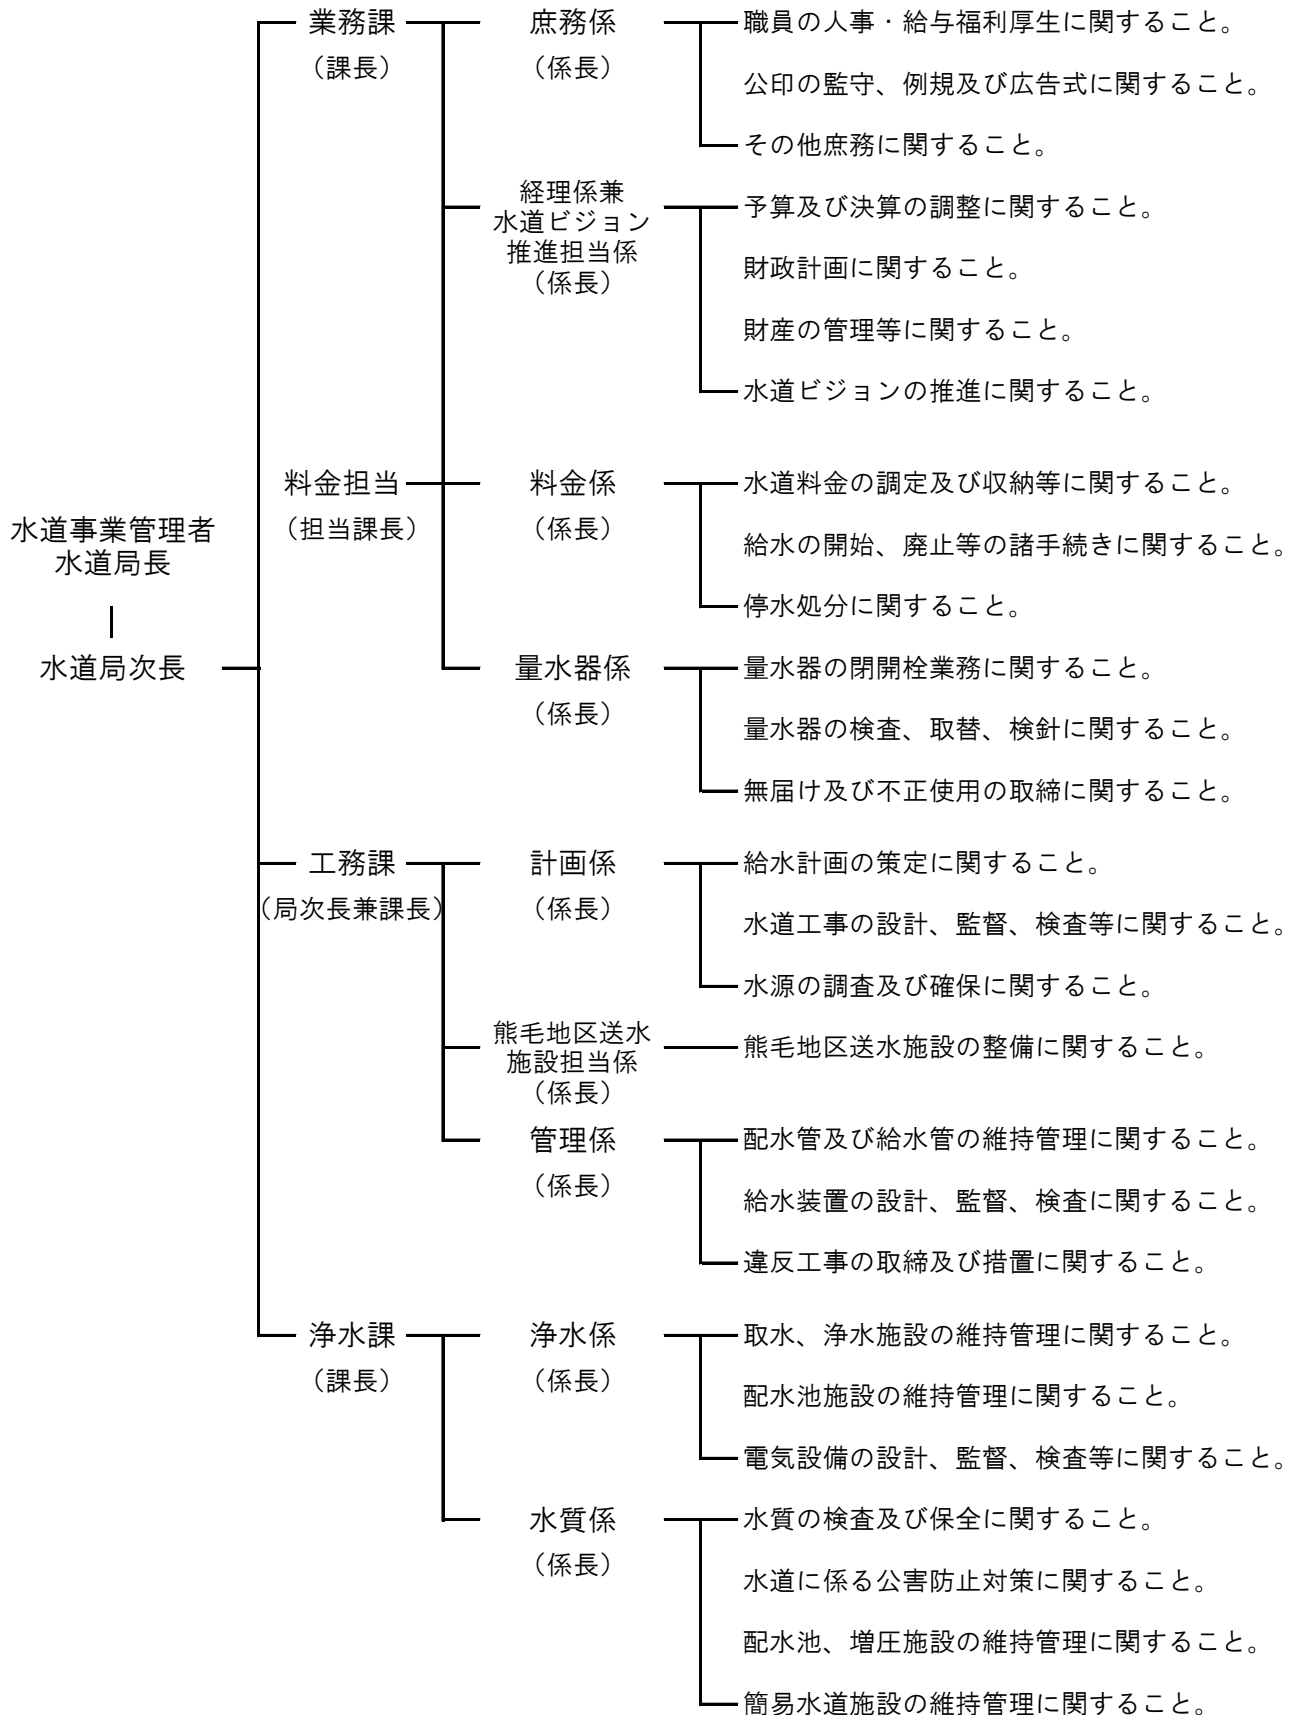 業務課
（課長）
庶務係
（係長）
職員の人事・給与福利厚生に関すること。
公印の監守、例規及び広告式に関すること。
その他庶務に関すること。
経理係兼
水道ビジョン
推進担当係
（係長）
予算及び決算の調整に関すること。
財政計画に関すること。
財産の管理等に関すること。
水道ビジョンの推進に関すること。
水道事業管理者
水道局長
水道局次長
料金担当
（担当課長）
料金係
（係長）
水道料金の調定及び収納等に関すること。
給水の開始、廃止等の諸手続きに関すること。
停水処分に関すること。
量水器係
（係長）
量水器の閉開栓業務に関すること。
量水器の検査、取替、検針に関すること。
無届け及び不正使用の取締に関すること。
工務課
（局次長兼課長）
計画係
（係長）
給水計画の策定に関すること。
水道工事の設計、監督、検査等に関すること。
水源の調査及び確保に関すること。
熊毛地区送水
施設担当係
（係長）
熊毛地区送水施設の整備に関すること。
管理係
（係長）
配水管及び給水管の維持管理に関すること。
給水装置の設計、監督、検査に関すること。
違反工事の取締及び措置に関すること。
浄水課
（課長）
浄水係
（係長）
取水、浄水施設の維持管理に関すること。
配水池施設の維持管理に関すること。
電気設備の設計、監督、検査等に関すること。
水質係
（係長）
水質の検査及び保全に関すること。
水道に係る公害防止対策に関すること。
配水池、増圧施設の維持管理に関すること。
簡易水道施設の維持管理に関すること。